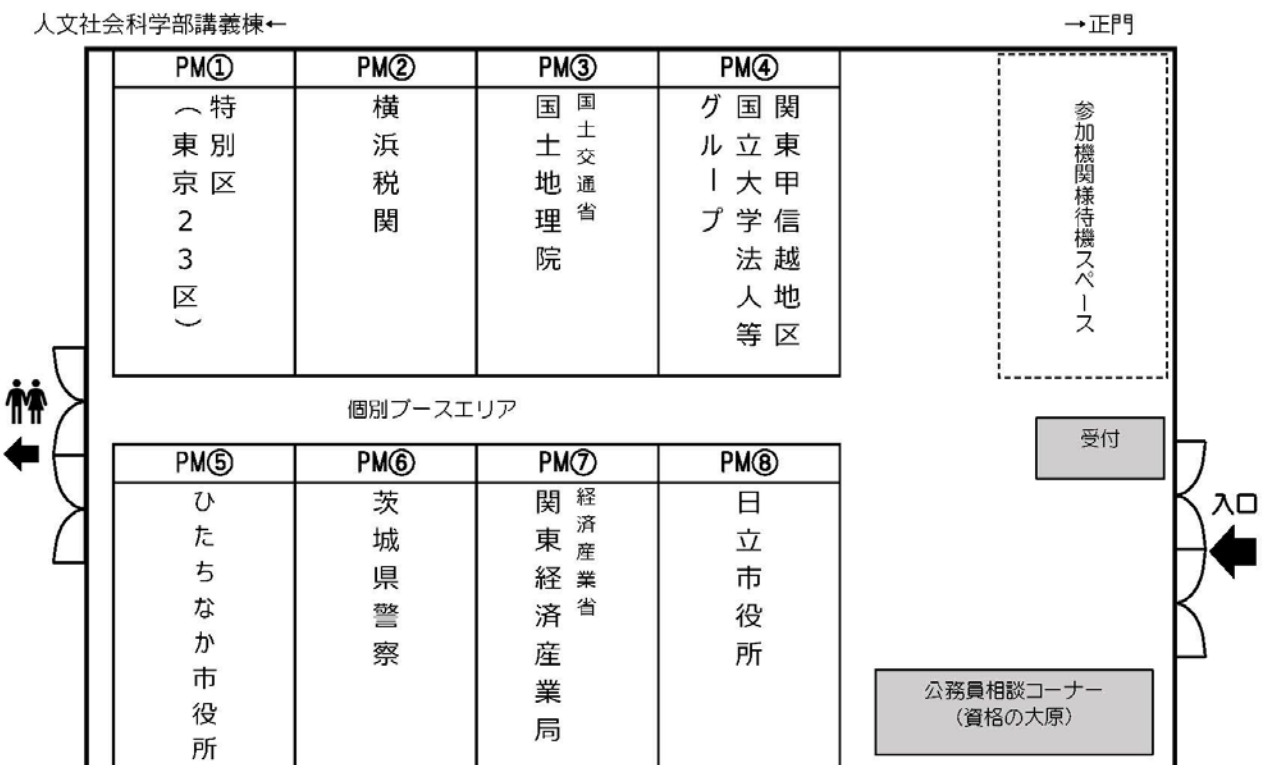 人文社会科学部講義棟←
→正門
PM①
PM②
PM③
PM④
特別区
（東京２３区）
横浜税関
国土交通省
国土地理院
関東甲信越地区
国立大学法人等
グループ
参加機関様待機スペース
個別ブースエリア
受付
入口
PM⑤
PM⑥
PM⑦
PM⑧
ひたちなか市役所
茨城県警察
経済産業省
関東経済産業局
日立市役所
公務員相談コーナー
（資格の大原）